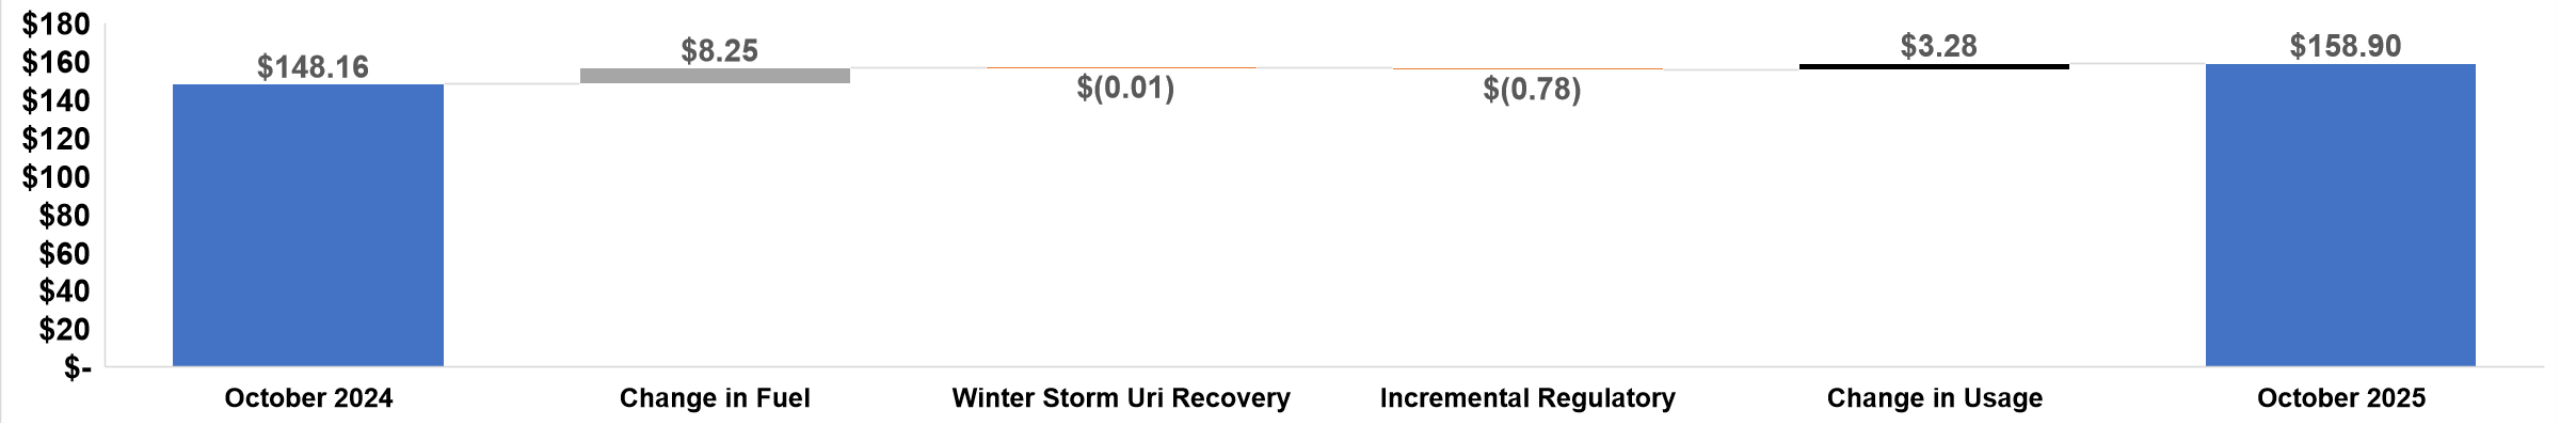 $180
$160
$140
$120
$100
$80
$60
$40
$20
$-
$148.16
$8.25
$(0.01)
$(0.78)
$3.28
$158.90
October 2024
Change in Fuel
Winter Storm Uri Recovery
Incremental Regulatory
Change in Usage
October 2025